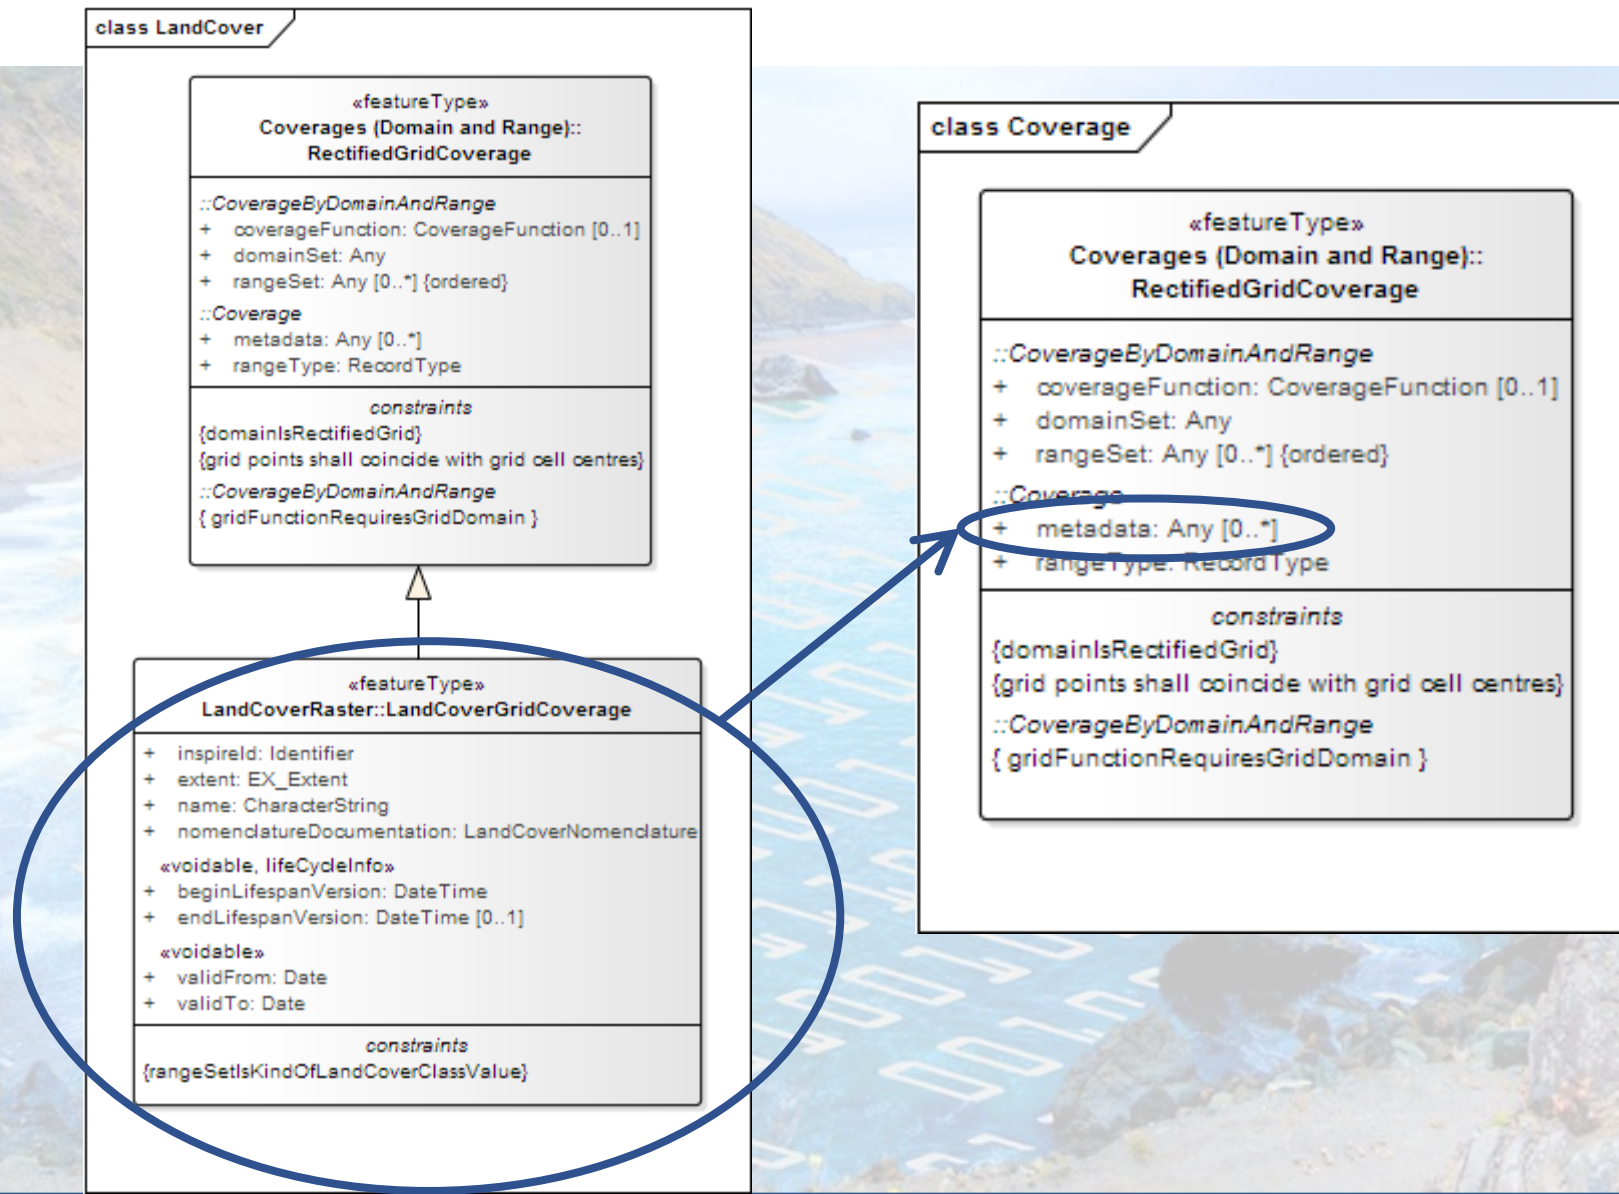 class LandCover
«featureType»
Coverages (Domain and Range)::
RectifiedGridCoverage
::CoverageByDomainAndRange
+ coverageFunction: CoverageFunction [0..1]
+ domainSet: Any
+ rangeSet: Any [0..*] {ordered}
::Coverage
+ metadata: Any [0..*]
+ rangeType: RecordType
constraints
{domainIsRectifiedGrid}
{grid points shall coincide with grid cell centres}
::CoverageByDomainAndRange
{ gridFunctionRequiresGridDomain }
«featureType»
LandCoverRaster::LandCoverGridCoverage
+ inspireId: Identifier
+ extent: EX_Extent
+ name: CharacterString
+ nomenclatureDocumentation: LandCoverNomenclature
«voidable, lifeCycleInfo»
+ beginLifespanVersion: DateTime
+ endLifespanVersion: DateTime [0..1]
«voidable»
+ validFrom: Date
+ validTo: Date
constraints
{rangeSetIsKindOfLandCoverClassValue}
class Coverage
«featureType»
Coverages (Domain and Range)::
RectifiedGridCoverage
::CoverageByDomainAndRange
+ coverageFunction: CoverageFunction [0..1]
+ domainSet: Any
+ rangeSet: Any [0..*] {ordered}
::Coverage
+ metadata: Any [0..*]
+ rangeType: RecordType
constraints
{domainIsRectifiedGrid}
{grid points shall coincide with grid cell centres}
::CoverageByDomainAndRange
{ gridFunctionRequiresGridDomain }